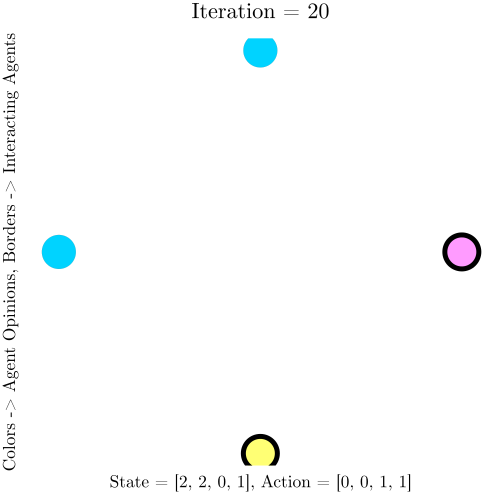 Iteration = 20
Colors -> Agent Opinions, Borders -> Interacting Agents
State = [2, 2, 0, 1], Action = [0, 0, 1, 1]